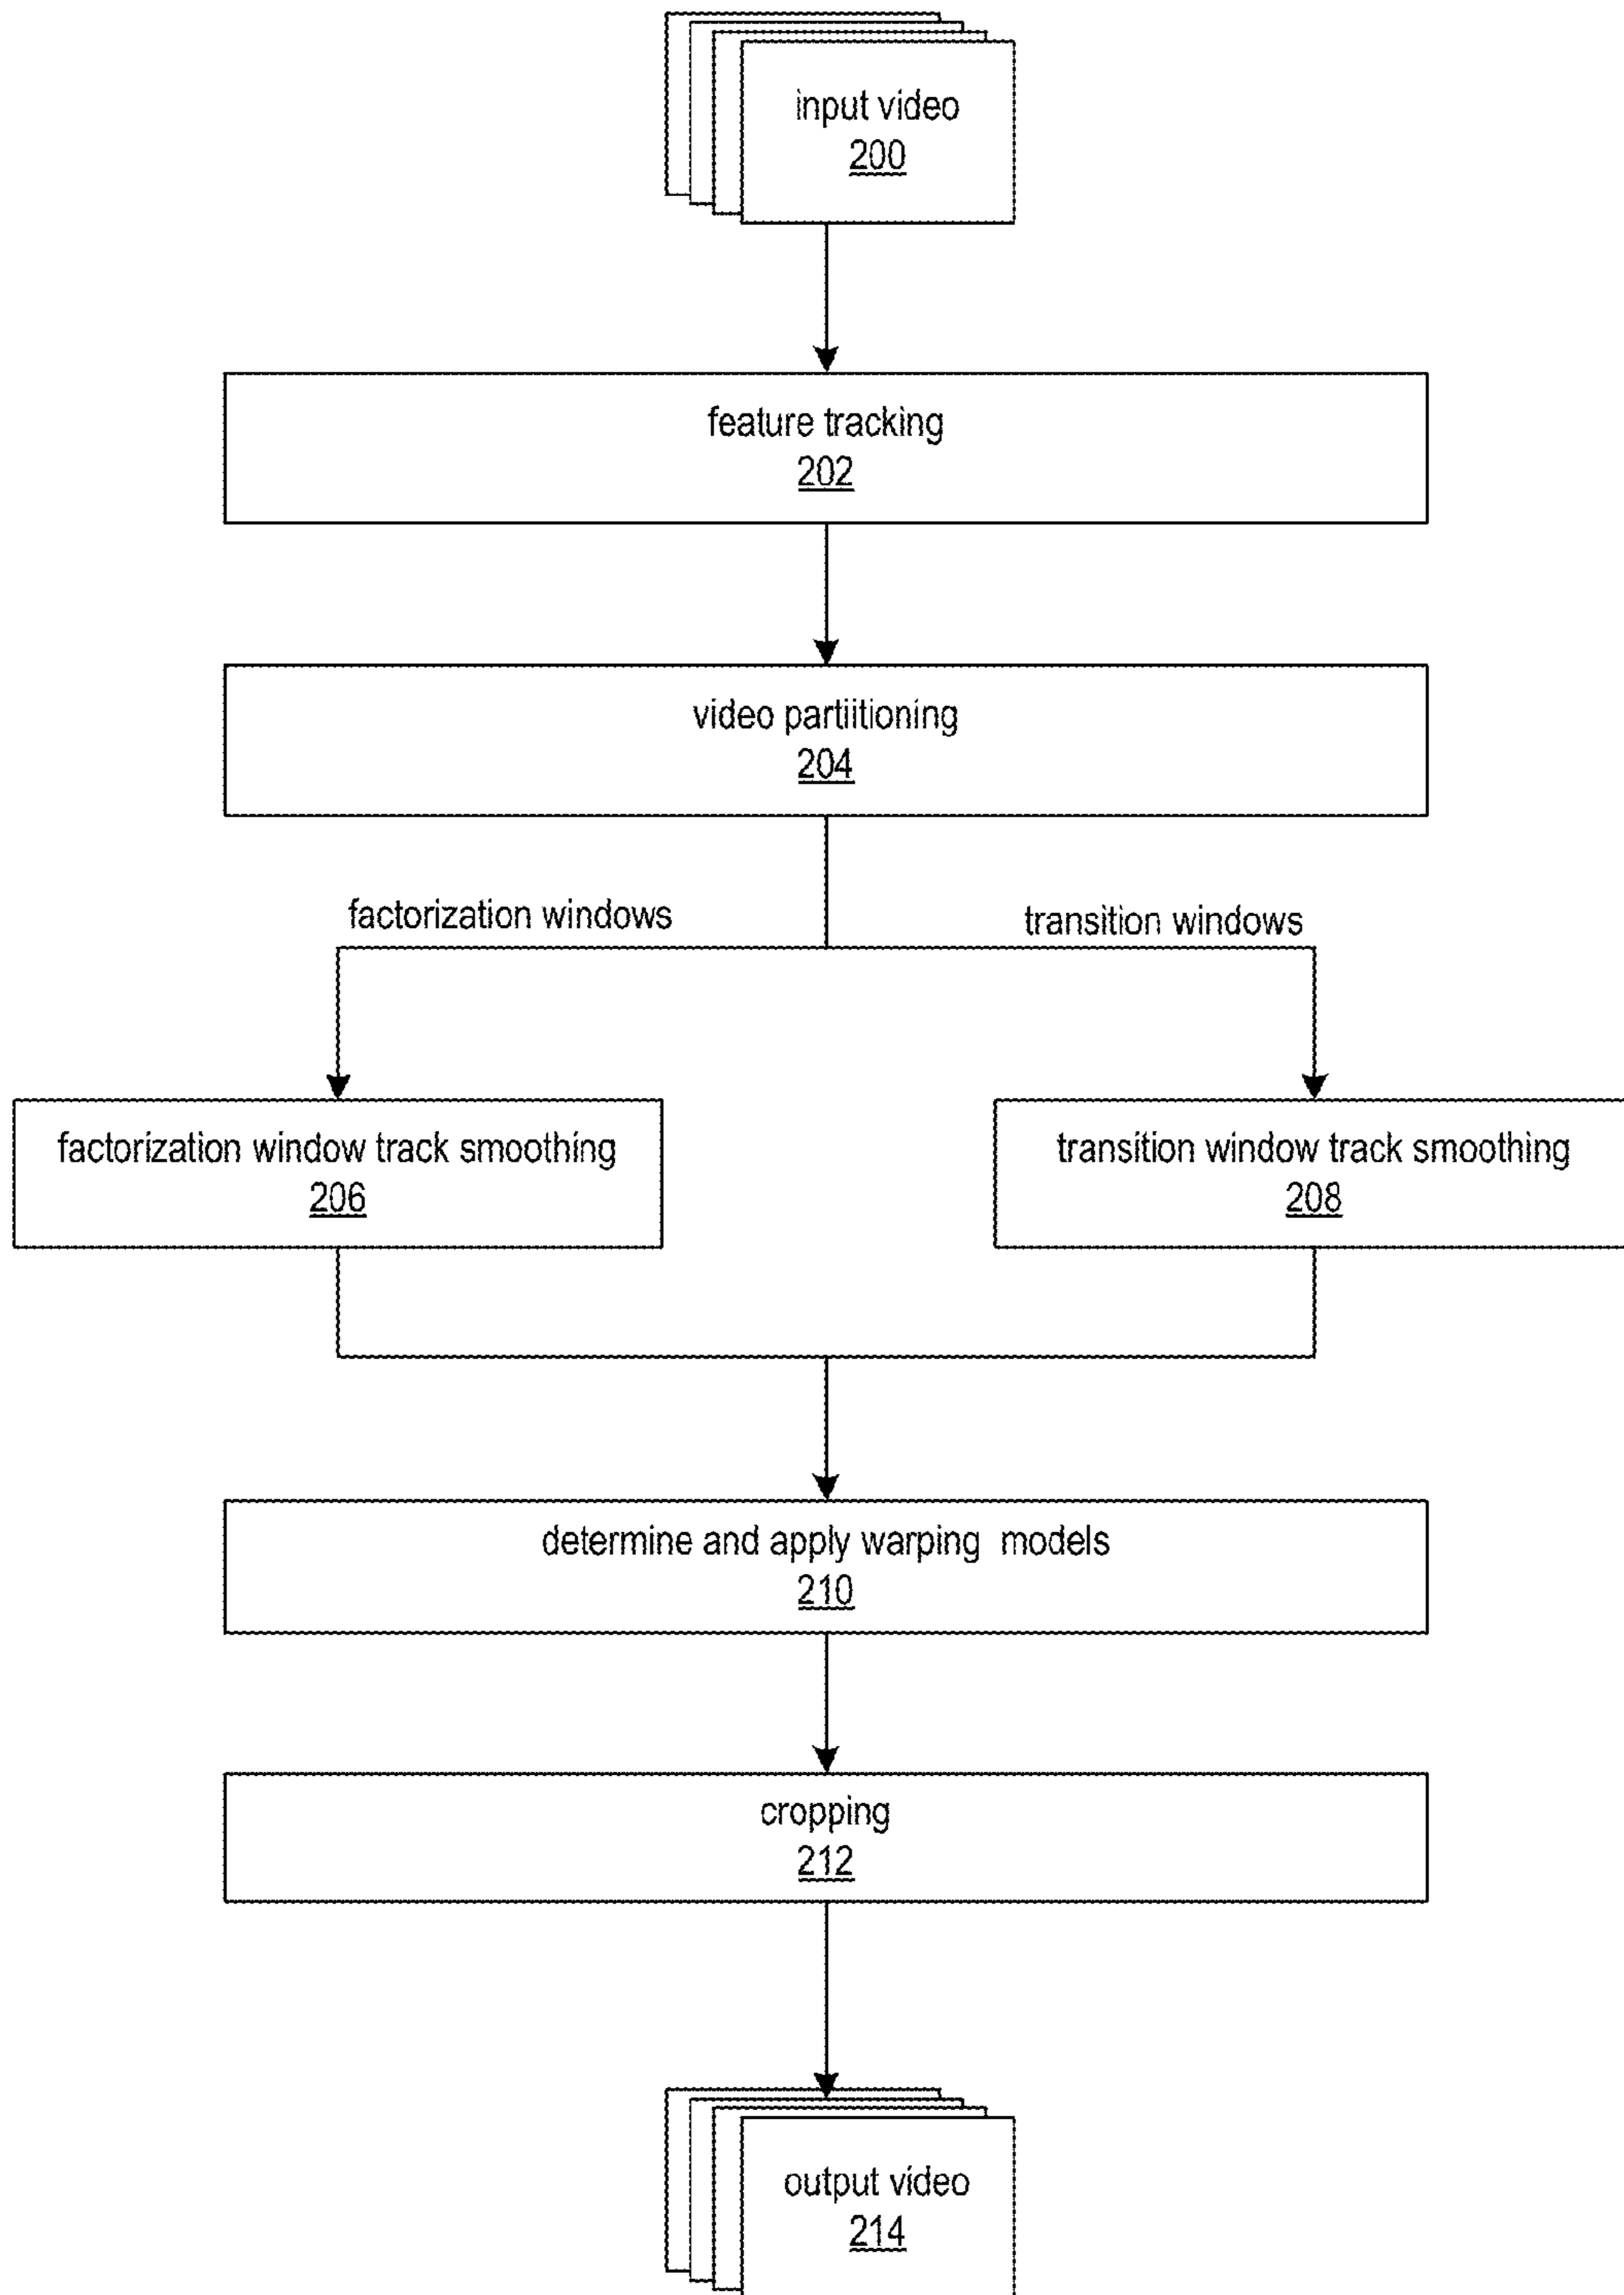 input video
200
feature tracking
202
video partiitioning
204
factorization windows
transition windows
factorization window track smoothing
206
transition window track smoothing
208
determine and apply warping models
210
cropping
212
output video
214